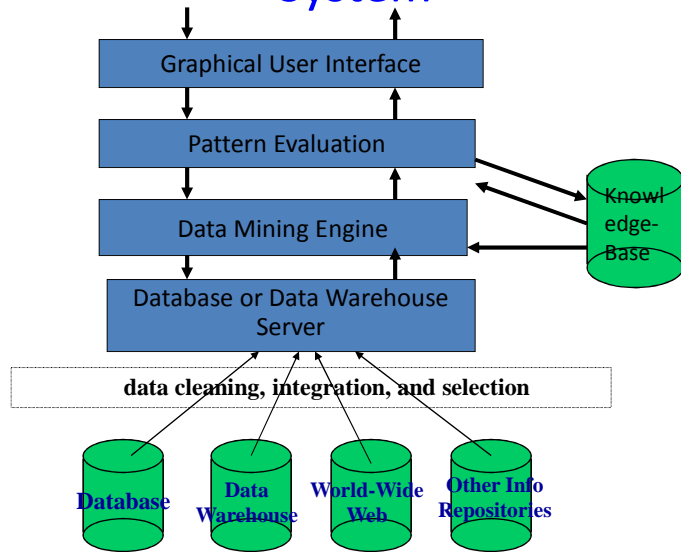 System
Graphical User Interface
Pattern Evaluation
Knowl
edge-
Base
Data Mining Engine
Database or Data Warehouse
Server
data cleaning, integration, and selection
Database
Data
Warehouse
World-Wide
Web
Other Info
Repositories